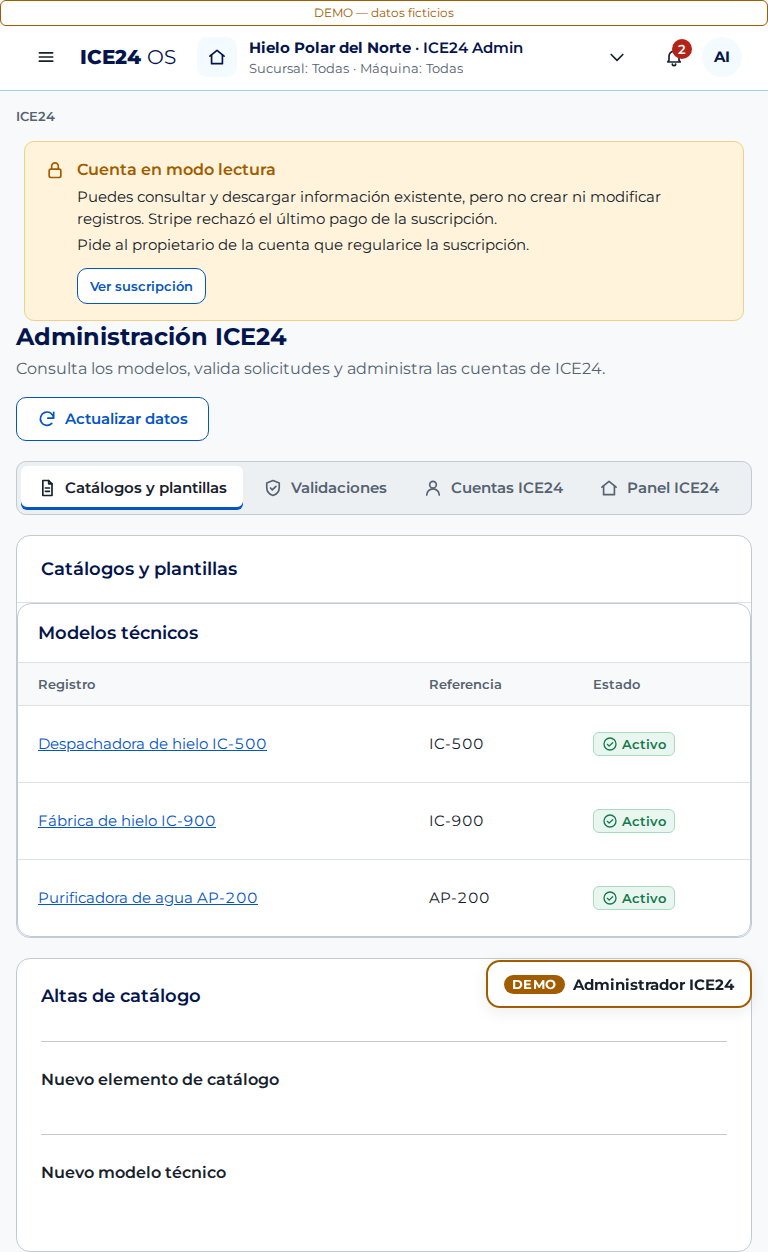 DEMO — datos ficticios
ICE24 OS
Hielo Polar del Norte · ICE24 Admin
Sucursal: Todas · Máquina: Todas
2
AI
ICE24
Cuenta en modo lectura
Puedes consultar y descargar información existente, pero no crear ni modificar
registros. Stripe rechazó el último pago de la suscripción.
Pide al propietario de la cuenta que regularice la suscripción.
Ver suscripción
Administración ICE24
Consulta los modelos, valida solicitudes y administra las cuentas de ICE24.
Actualizar datos
Catálogos y plantillas
Validaciones
Cuentas ICE24
Panel ICE24
Catálogos y plantillas
Modelos técnicos
Registro Referencia Estado
Despachadora de hielo IC-500 IC-500 Activo
Fábrica de hielo IC-900 IC-900 Activo
Purificadora de agua AP-200 AP-200 Activo
Altas de catálogo
DEMO Administrador ICE24
Nuevo elemento de catálogo
Nuevo modelo técnico